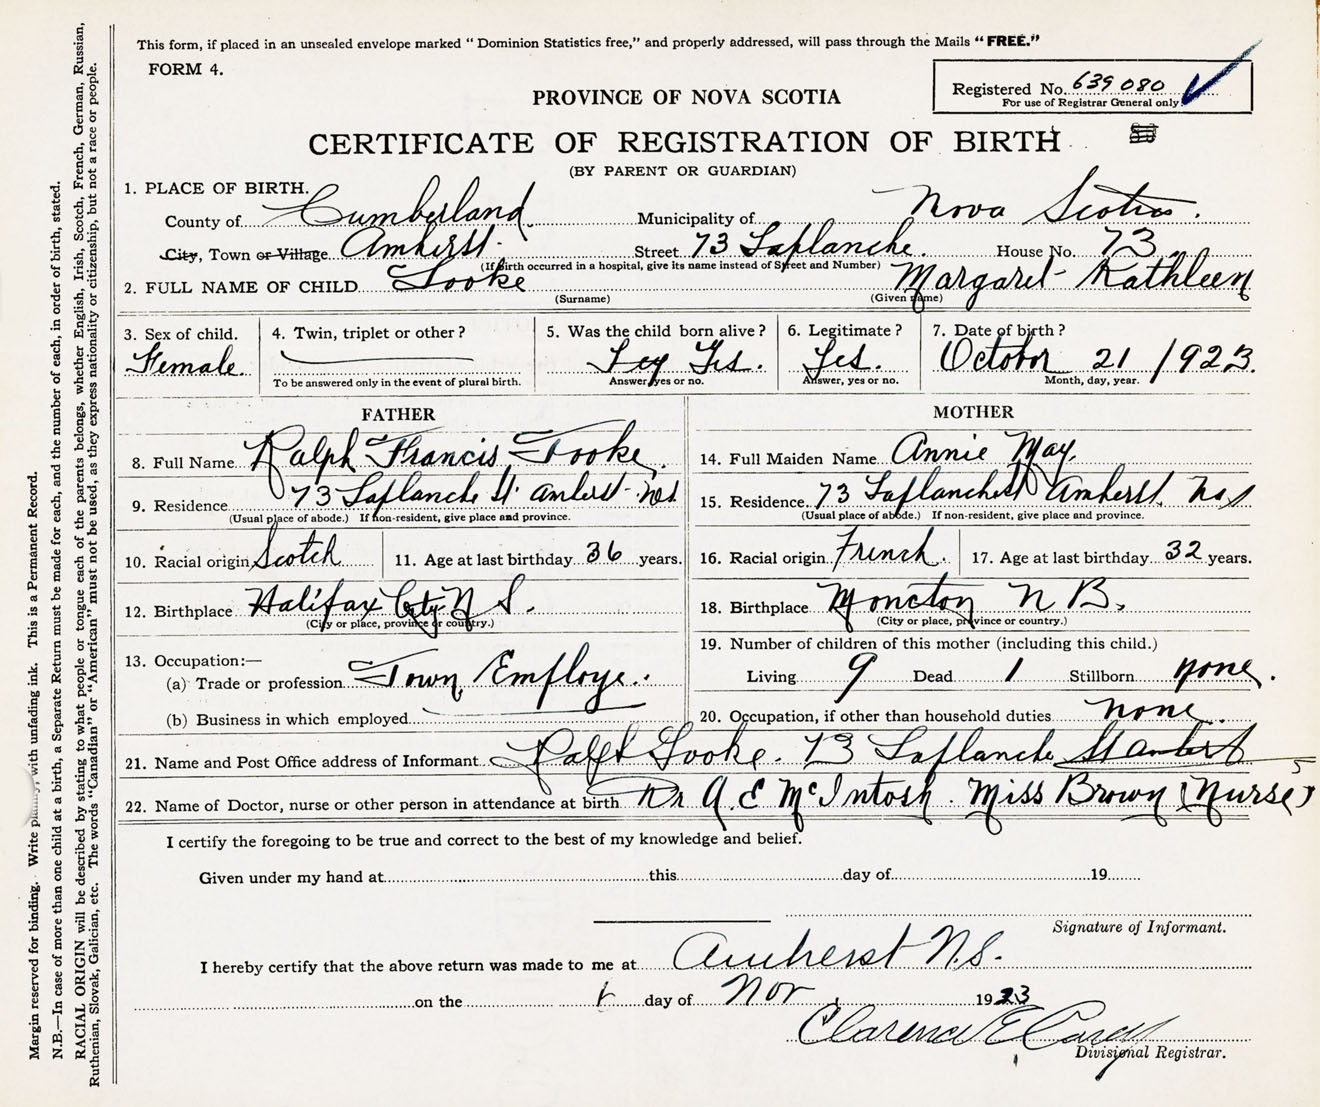 This form, if placed in an unsealed envelope marked “ Dominion Statistics free,” and properly addressed, will pass through the Mails “ FREE.”
FORM 4.
Registered No. 639 080
For use of Registrar General only
PROVINCE OF NOVA SCOTIA
CERTIFICATE OF REGISTRATION OF BIRTH
(BY PARENT OR GUARDIAN)
1. PLACE OF BIRTH.
County of Cumberland Municipality of Nova Scotia.
City, Town or Village Amherst. Street 73 Laplanche. House No. 73
(If birth occurred in a hospital, give its name instead of Street and Number)
2. FULL NAME OF CHILD Tooke Margaret Kathleen
(Surname) (Given name)
3. Sex of child. 4. Twin, triplet or other ? 5. Was the child born alive ? 6. Legitimate ? 7. Date of birth ?
Female. Yes. Yes. October 21 1923.
To be answered only in the event of plural birth. Answer, yes or no. Answer, yes or no. Month, day, year.
FATHER MOTHER
8. Full Name Ralph Francis Tooke. 14. Full Maiden Name Annie May.
9. Residence 73 Laplanche St Amherst N.S. 15. Residence 73 Laplanche St Amherst. N.S
(Usual place of abode.) If non-resident, give place and province. (Usual place of abode.) If non-resident, give place and province.
10. Racial origin Scotch 11. Age at last birthday 36 years. 16. Racial origin French. 17. Age at last birthday 32 years.
12. Birthplace Halifax City N S. 18. Birthplace Moncton N B.
(City or place, province or country.) (City or place, province or country.)
13. Occupation:— 19. Number of children of this mother (including this child.)
(a) Trade or profession Town Employe. Living 9 Dead 1 Stillborn none.
(b) Business in which employed 20. Occupation, if other than household duties none.
21. Name and Post Office address of Informant Ralph Tooke. 73 Laplanche St Amherst
22. Name of Doctor, nurse or other person in attendance at birth Dr A. E McIntosh. Miss Brown (Nurse)
I certify the foregoing to be true and correct to the best of my knowledge and belief.
Given under my hand at this day of 19
Signature of Informant.
I hereby certify that the above return was made to me at Amherst N.S.
on the day of Nov 1923
Clarence E
Divisional Registrar.
Margin reserved for binding. Write plainly, with unfading ink. This is a Permanent Record.
N.B.—In case of more than one child at a birth, a Separate Return must be made for each, and the number of each, in order of birth, stated.
RACIAL ORIGIN will be described by stating to what people or tongue each of the parents belongs, whether English, Irish, Scotch, French, German, Russian,
Ruthenian, Slovak, Galician, etc. The words “Canadian” or “American” must not be used, as they express nationality or citizenship, but not a race or people.